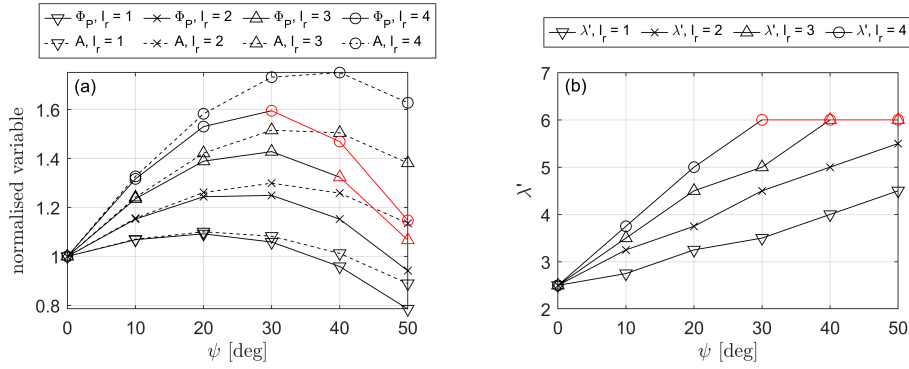 Φ_P, l_r = 1 Φ_P, l_r = 2 Φ_P, l_r = 3 Φ_P, l_r = 4
A, l_r = 1 A, l_r = 2 A, l_r = 3 A, l_r = 4
(a)
normalised variable
1.6
1.4
1.2
1
0.8
0 10 20 30 40 50
ψ [deg]
λ', l_r = 1 λ', l_r = 2 λ', l_r = 3 λ', l_r = 4
(b)
λ'
7
6
5
4
3
2
0 10 20 30 40 50
ψ [deg]